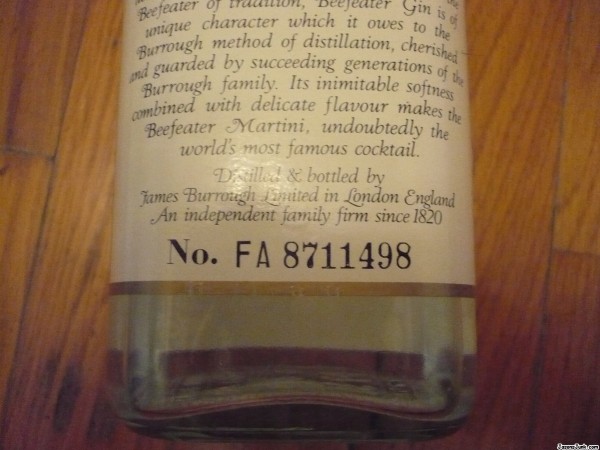 the
Beefeater of tradition, Beefeater Gin is of
unique character which it owes to the
Burrough method of distillation, cherished
and guarded by succeeding generations of the
Burrough family. Its inimitable softness
combined with delicate flavour makes the
Beefeater Martini, undoubtedly the
world's most famous cocktail.
Distilled & bottled by
James Burrough Limited in London England
An independent family firm since 1820
No. FA 8711498